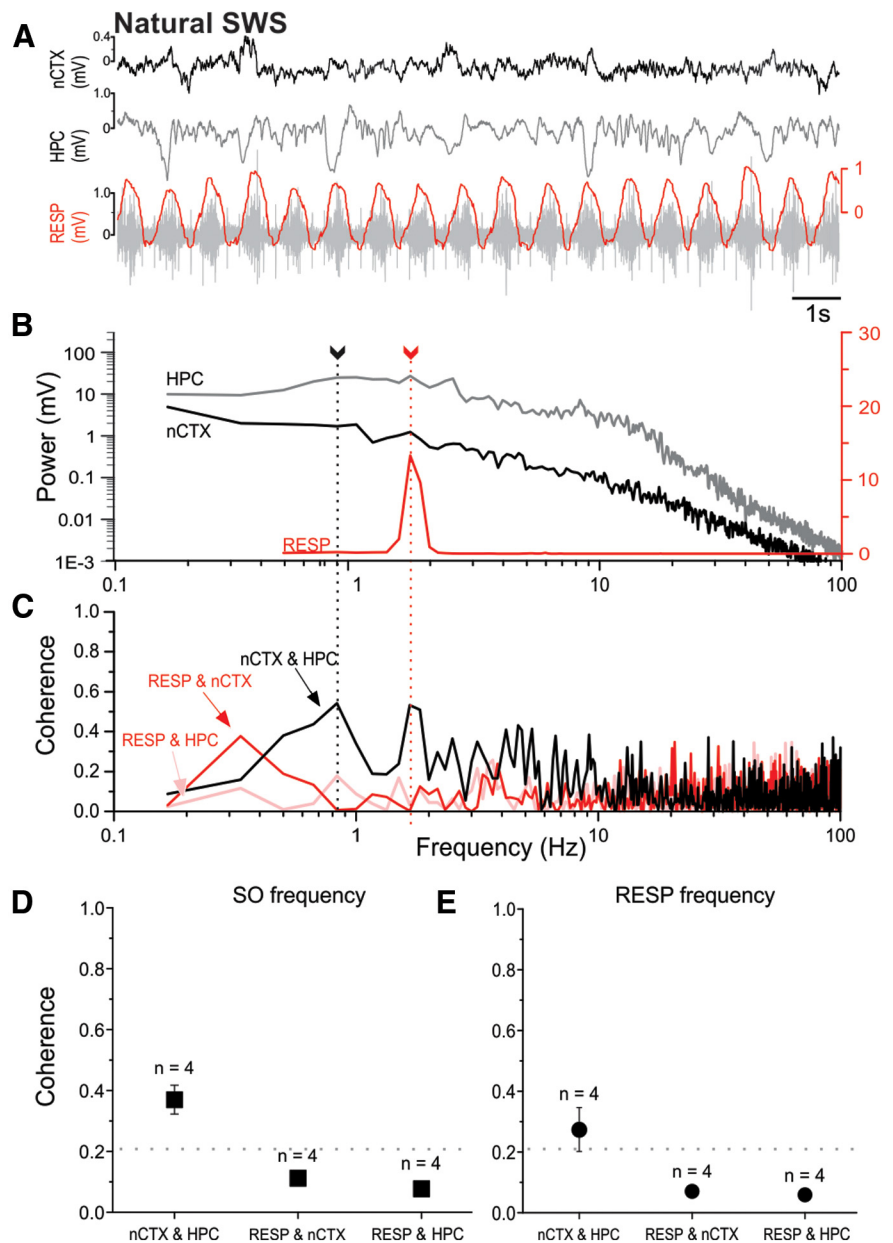 Natural SWS
A
0.4
0
nCTX
(mV)
1.0
0
HPC
(mV)
1.0
0
RESP
(mV)
1
0
1s
B
100
10
1
0.1
0.01
1E-3
Power (mV)
HPC
nCTX
RESP
30
20
10
0
0.1
1
10
100
C
1.0
0.8
0.6
0.4
0.2
0.0
Coherence
nCTX & HPC
RESP & nCTX
RESP & HPC
0.1
1
10
100
Frequency (Hz)
D
SO frequency
1.0
0.8
0.6
0.4
0.2
0.0
Coherence
n = 4
n = 4
n = 4
nCTX & HPC
RESP & nCTX
RESP & HPC
E
RESP frequency
1.0
0.8
0.6
0.4
0.2
0.0
n = 4
n = 4
n = 4
nCTX & HPC
RESP & nCTX
RESP & HPC